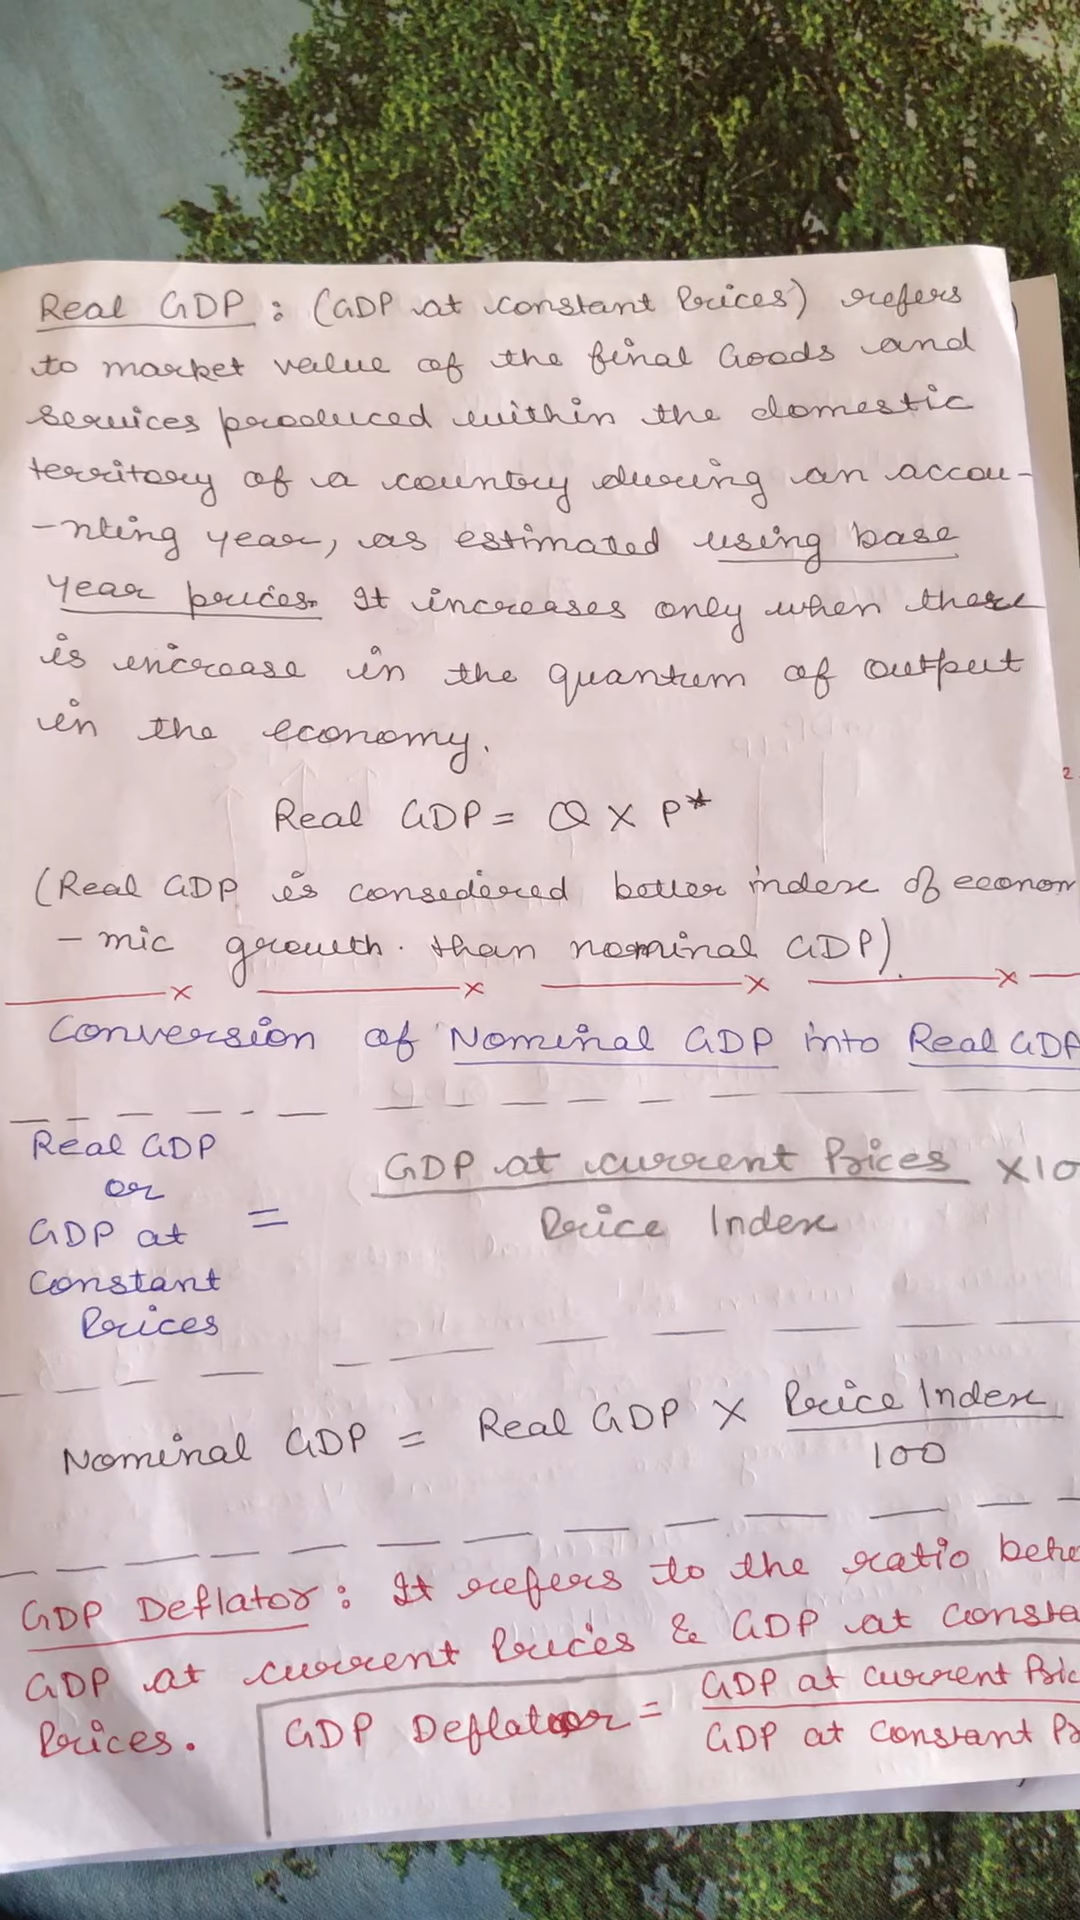 Real GDP : (GDP at constant Prices) refers
to market value of the final Goods and
services produced within the domestic
territory of a country during an accou-
-nting year, as estimated using base
year prices. It increases only when there
is increase in the quantum of output
in the economy.
Real GDP = Q X P*
(Real GDP is considered better index of econom
- mic growth. than nominal GDP).
Conversion of Nominal GDP into Real GDP
Real GDP
or
GDP at
Constant
Prices
=
GDP at current Prices X10
Price Index
Nominal GDP = Real GDP X Price Index
100
GDP Deflator : It refers to the ratio betwe
GDP at current Prices & GDP at consta
Prices.
GDP Deflator = GDP at current Pric
GDP at constant Pr
2